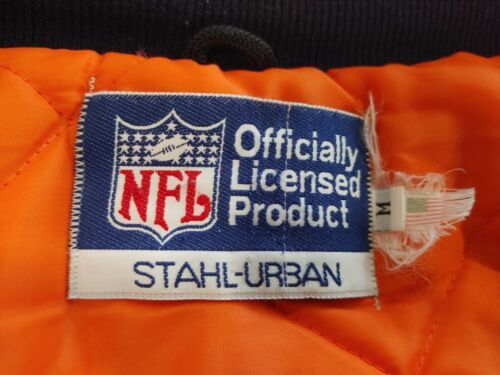 NFL
Officially
Licensed
Product
STAHL-URBAN
M